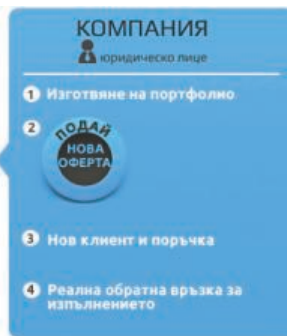 КОМПАНИЯ
юридическо лице
1 Изготвяне на портфолио
2
ПОДАЙ
НОВА
ОФЕРТА
3 Нов клиент и поръчка
4 Реална обратна връзка за
изпълнението